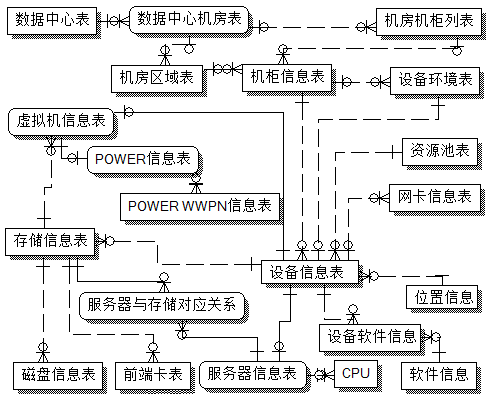 数据中心表
数据中心机房表
机房机柜列表
机房区域表
机柜信息表
设备环境表
虚拟机信息表
资源池表
POWER信息表
网卡信息表
POWER WWPN信息表
存储信息表
设备信息表
位置信息
服务器与存储对应关系
设备软件信息
磁盘信息表
前端卡表
服务器信息表
CPU
软件信息